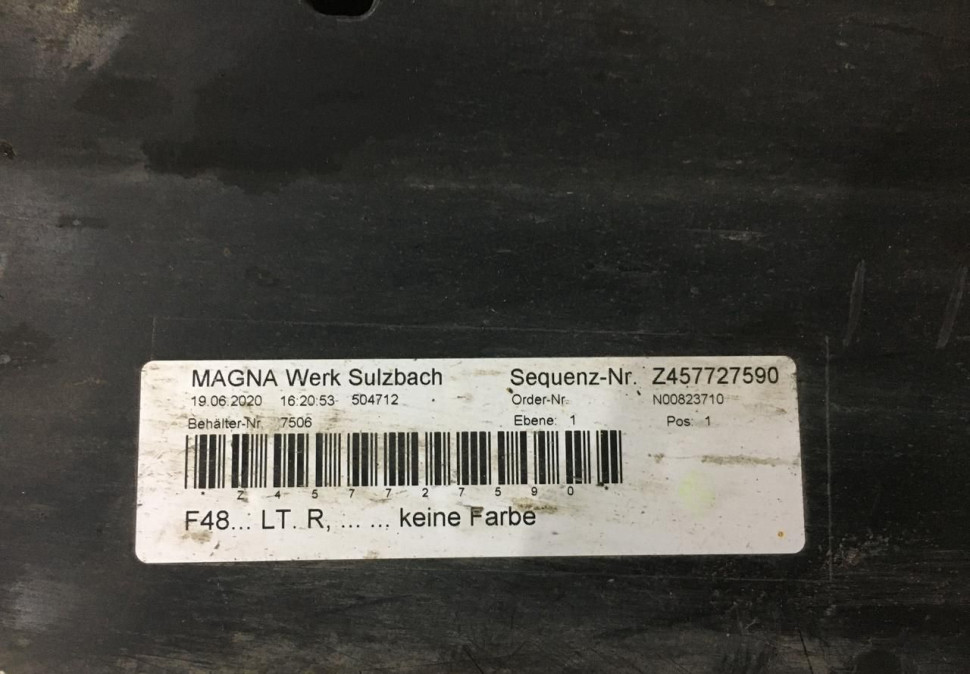 MAGNA Werk Sulzbach Sequenz-Nr. Z457727590
19.06.2020 16:20:53 504712 Order-Nr. N00823710
Behälter-Nr. 7506 Ebene: 1 Pos: 1
* Z 4 5 7 7 2 7 5 9 0 *
F48... LT. R, ... ... keine Farbe